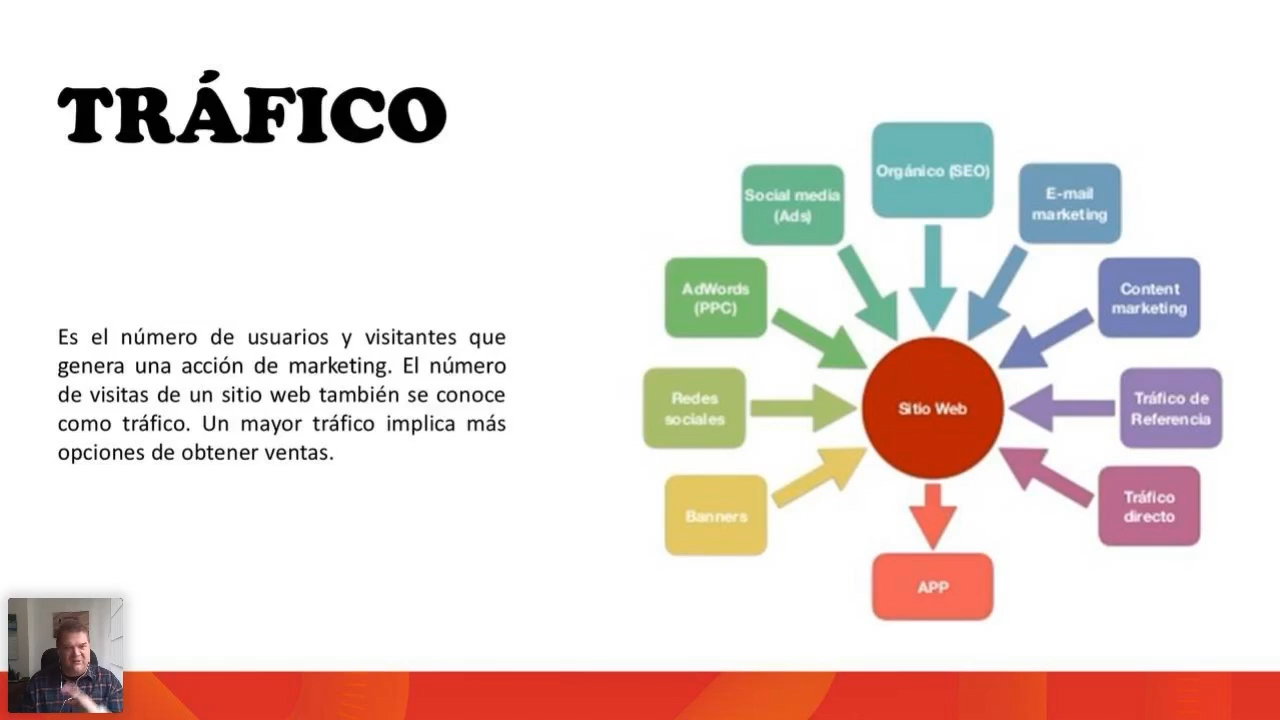 TRÁFICO
Es el número de usuarios y visitantes que
genera una acción de marketing. El número
de visitas de un sitio web también se conoce
como tráfico. Un mayor tráfico implica más
opciones de obtener ventas.
Orgánico (SEO)
Social media
(Ads)
E-mail
marketing
AdWords
(PPC)
Content
marketing
Redes
sociales
Sitio Web
Tráfico de
Referencia
Banners
Tráfico
directo
APP